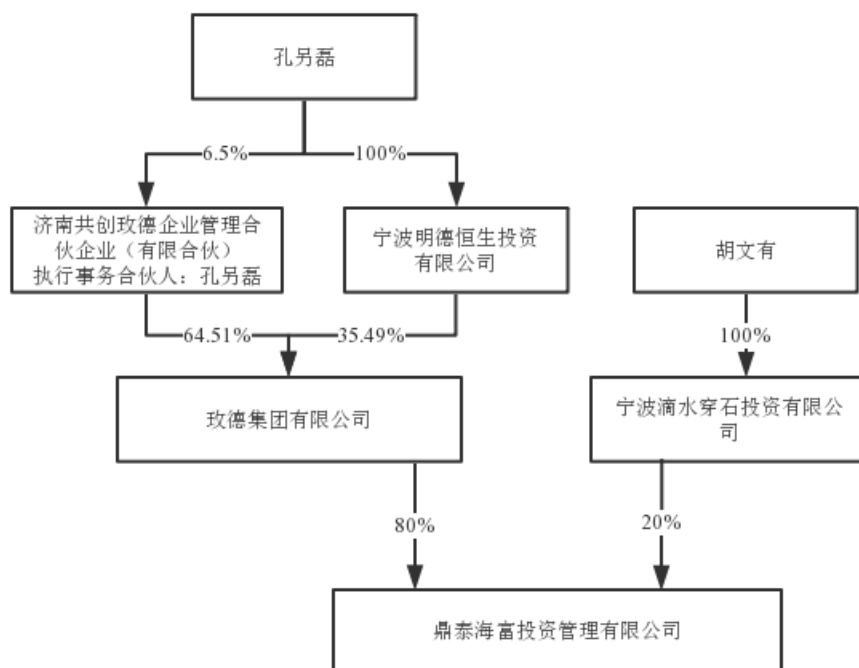 孔另磊
6.5%
100%
济南共创玫德企业管理合
伙企业（有限合伙）
执行事务合伙人：孔另磊
宁波明德恒生投资
有限公司
胡文有
64.51%
35.49%
100%
玫德集团有限公司
宁波滴水穿石投资有限公
司
80%
20%
鼎泰海富投资管理有限公司